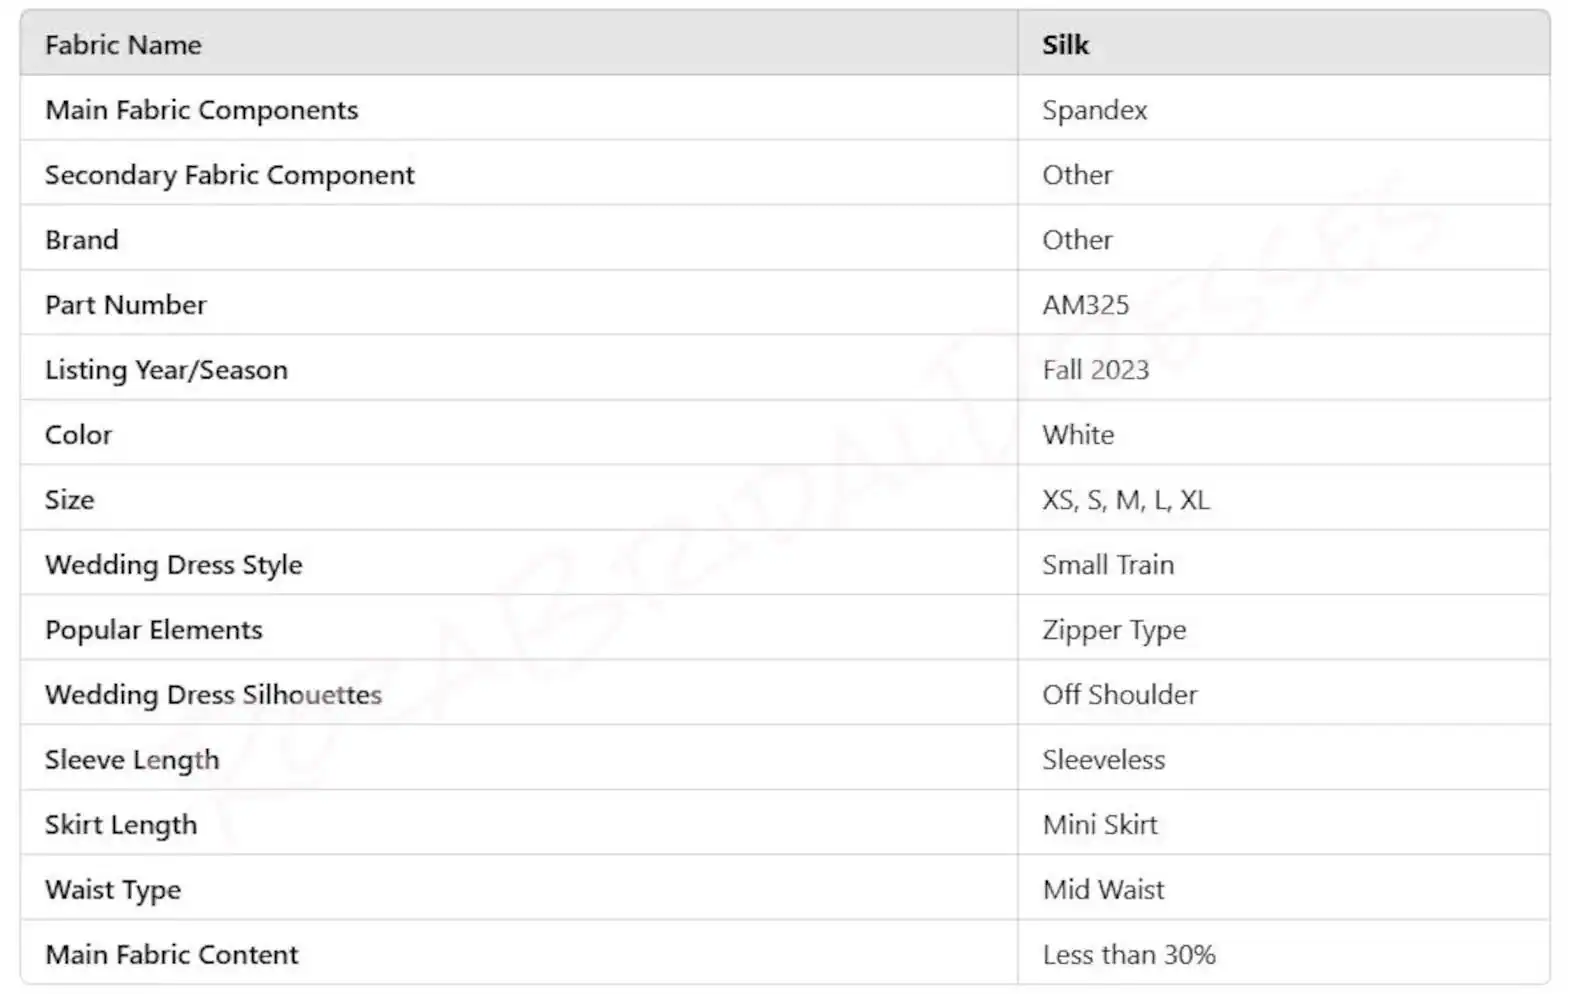 Fabric Name Silk
Main Fabric Components Spandex
Secondary Fabric Component Other
Brand Other
Part Number AM325
Listing Year/Season Fall 2023
Color White
Size XS, S, M, L, XL
Wedding Dress Style Small Train
Popular Elements Zipper Type
Wedding Dress Silhouettes Off Shoulder
Sleeve Length Sleeveless
Skirt Length Mini Skirt
Waist Type Mid Waist
Main Fabric Content Less than 30%